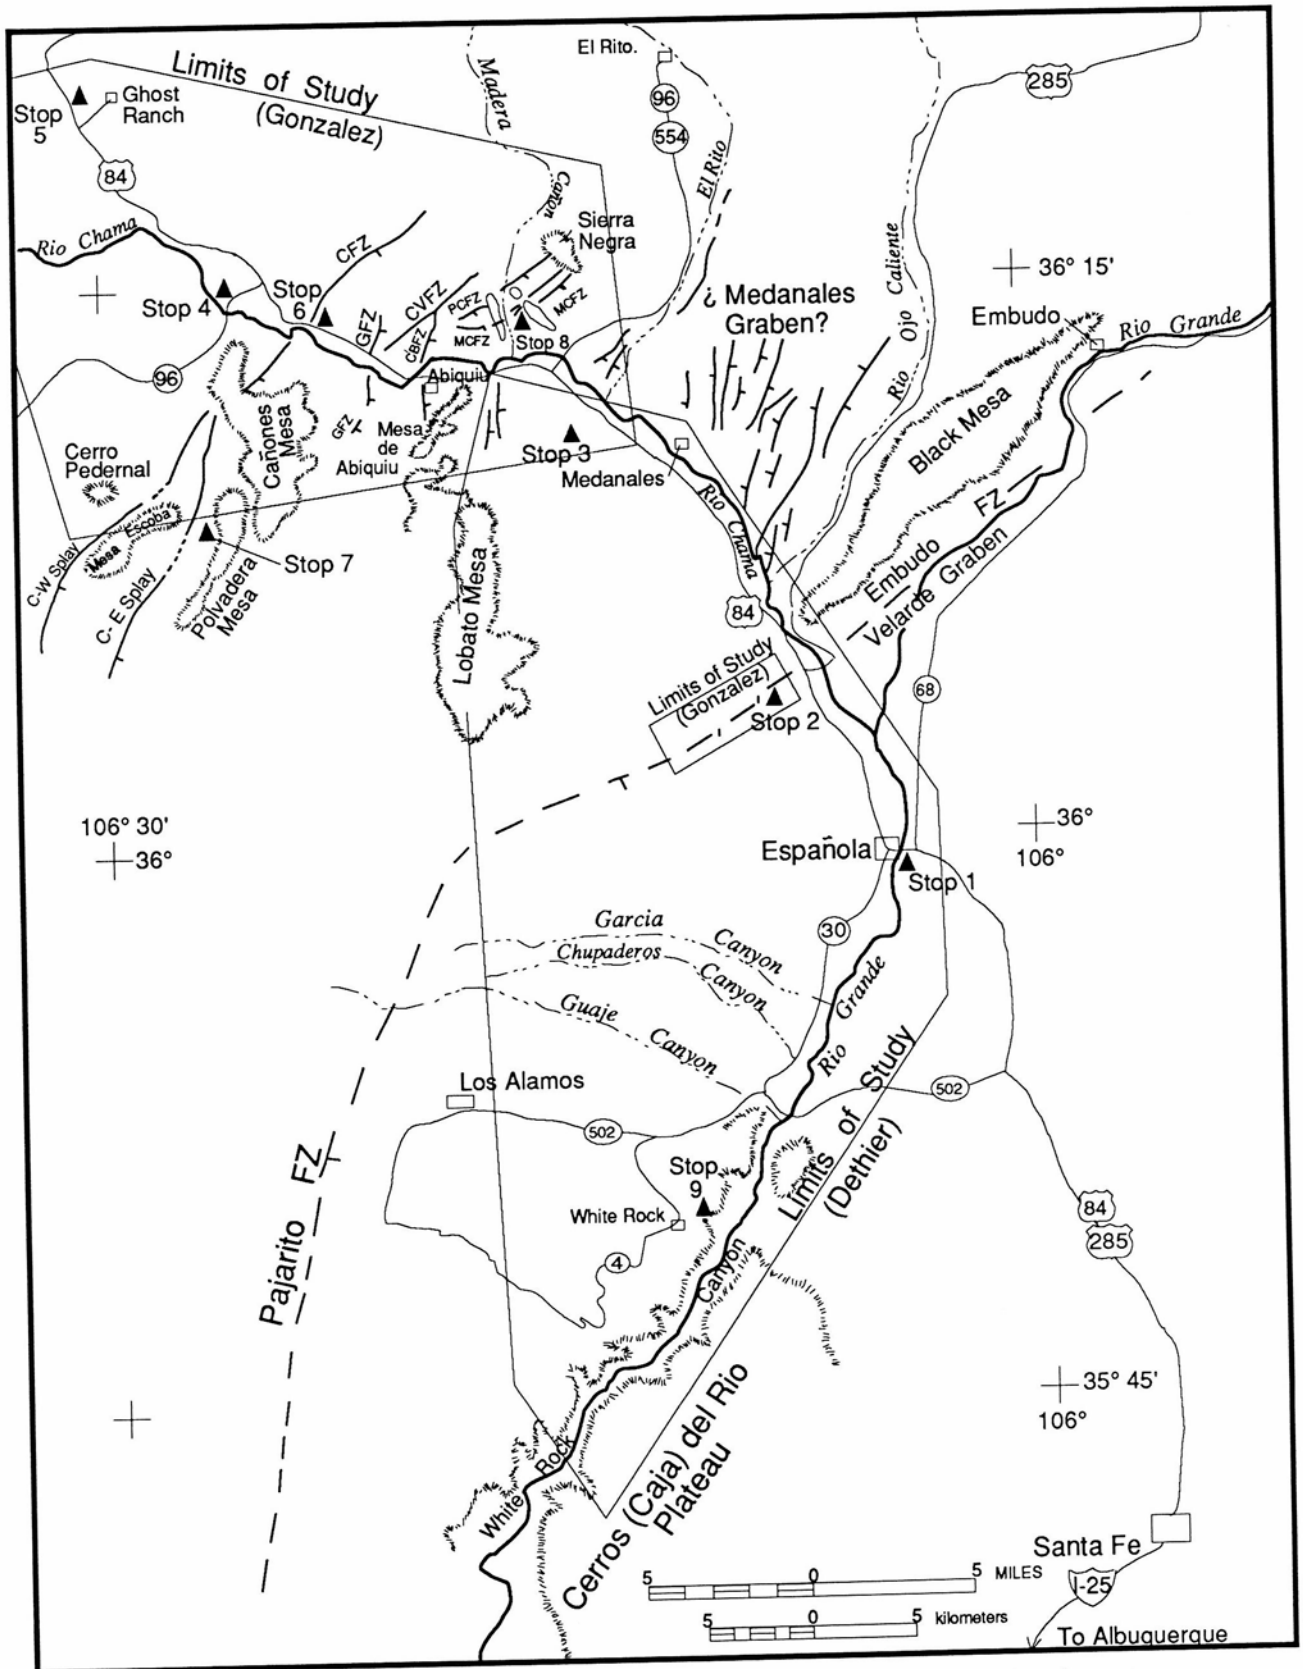 Limits of Study
(Gonzalez)
Stop
5
Ghost
Ranch
84
Madera
Cañon
El Rito.
96
554
El Rito
285
Rio Chama
CFZ
Sierra
Negra
Stop 4
Stop
6
GFZ
CVFZ
CBFZ
PCFZ
MCFZ
MCFZ
Stop 8
¿ Medanales
Graben?
Rio Ojo Caliente
36° 15'
Embudo
Rio Grande
96
Abiquiu
Cañones
Mesa
GFZ
Mesa
de
Abiquiu
Stop 3
Medanales
Black Mesa
Cerro
Pedernal
Mesa Escoba
C-W Splay
C- E Splay
Stop 7
Polvadera
Mesa
Lobato Mesa
Rio Chama
84
Embudo FZ
Velarde Graben
Limits of Study
(Gonzalez)
Stop 2
68
106° 30'
36°
36°
106°
Española
Stop 1
Garcia Canyon
Chupaderos Canyon
Guaje Canyon
30
Rio Grande
Los Alamos
502
502
Limits of Study
(Dethier)
Stop
9
White Rock
4
Pajarito FZ
84
285
White Rock Canyon
35° 45'
106°
Cerros (Caja) del Rio
Plateau
Santa Fe
I-25
To Albuquerque
5 0 5 MILES
5 0 5 kilometers